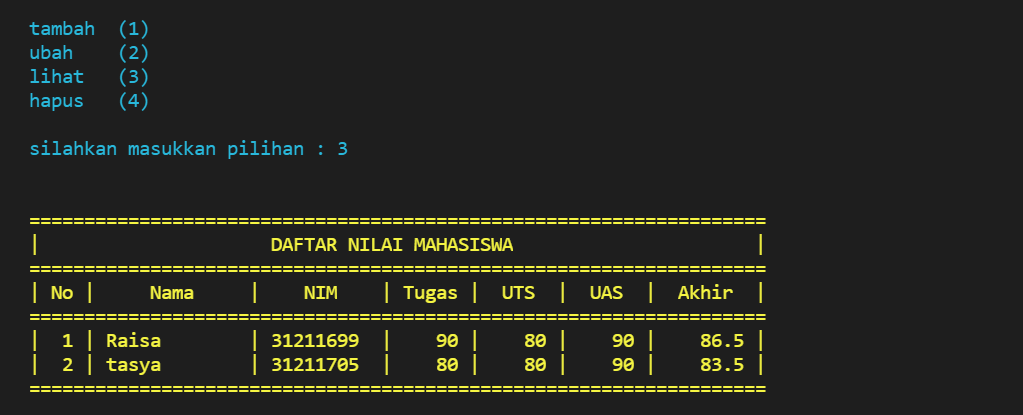 tambah  (1)
ubah    (2)
lihat   (3)
hapus   (4)
silahkan masukkan pilihan : 3
===================================================================
|                     DAFTAR NILAI MAHASISWA                      |
===================================================================
| No |     Nama     |    NIM    | Tugas |  UTS  |  UAS  |  Akhir  |
===================================================================
|  1 | Raisa        | 31211699  |    90 |    80 |    90 |    86.5 |
|  2 | tasya        | 31211705  |    80 |    80 |    90 |    83.5 |
===================================================================